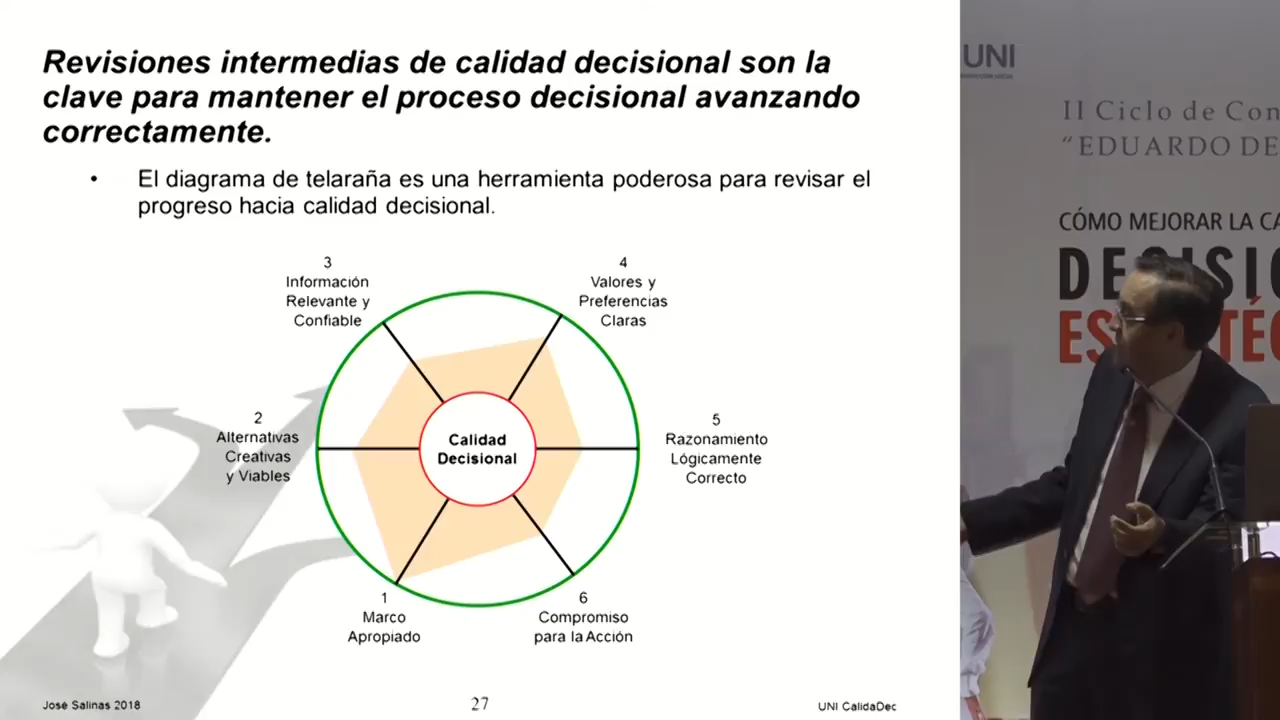 Revisiones intermedias de calidad decisional son la
clave para mantener el proceso decisional avanzando
correctamente.
• El diagrama de telaraña es una herramienta poderosa para revisar el
progreso hacia calidad decisional.
3
Información
Relevante y
Confiable
4
Valores y
Preferencias
Claras
2
Alternativas
Creativas
y Viables
Calidad
Decisional
5
Razonamiento
Lógicamente
Correcto
1
Marco
Apropiado
6
Compromiso
para la Acción
José Salinas 2018
27
UNI CalidaDec
UNI
II Ciclo de Con
“EDUARDO DE
CÓMO MEJORAR LA CA